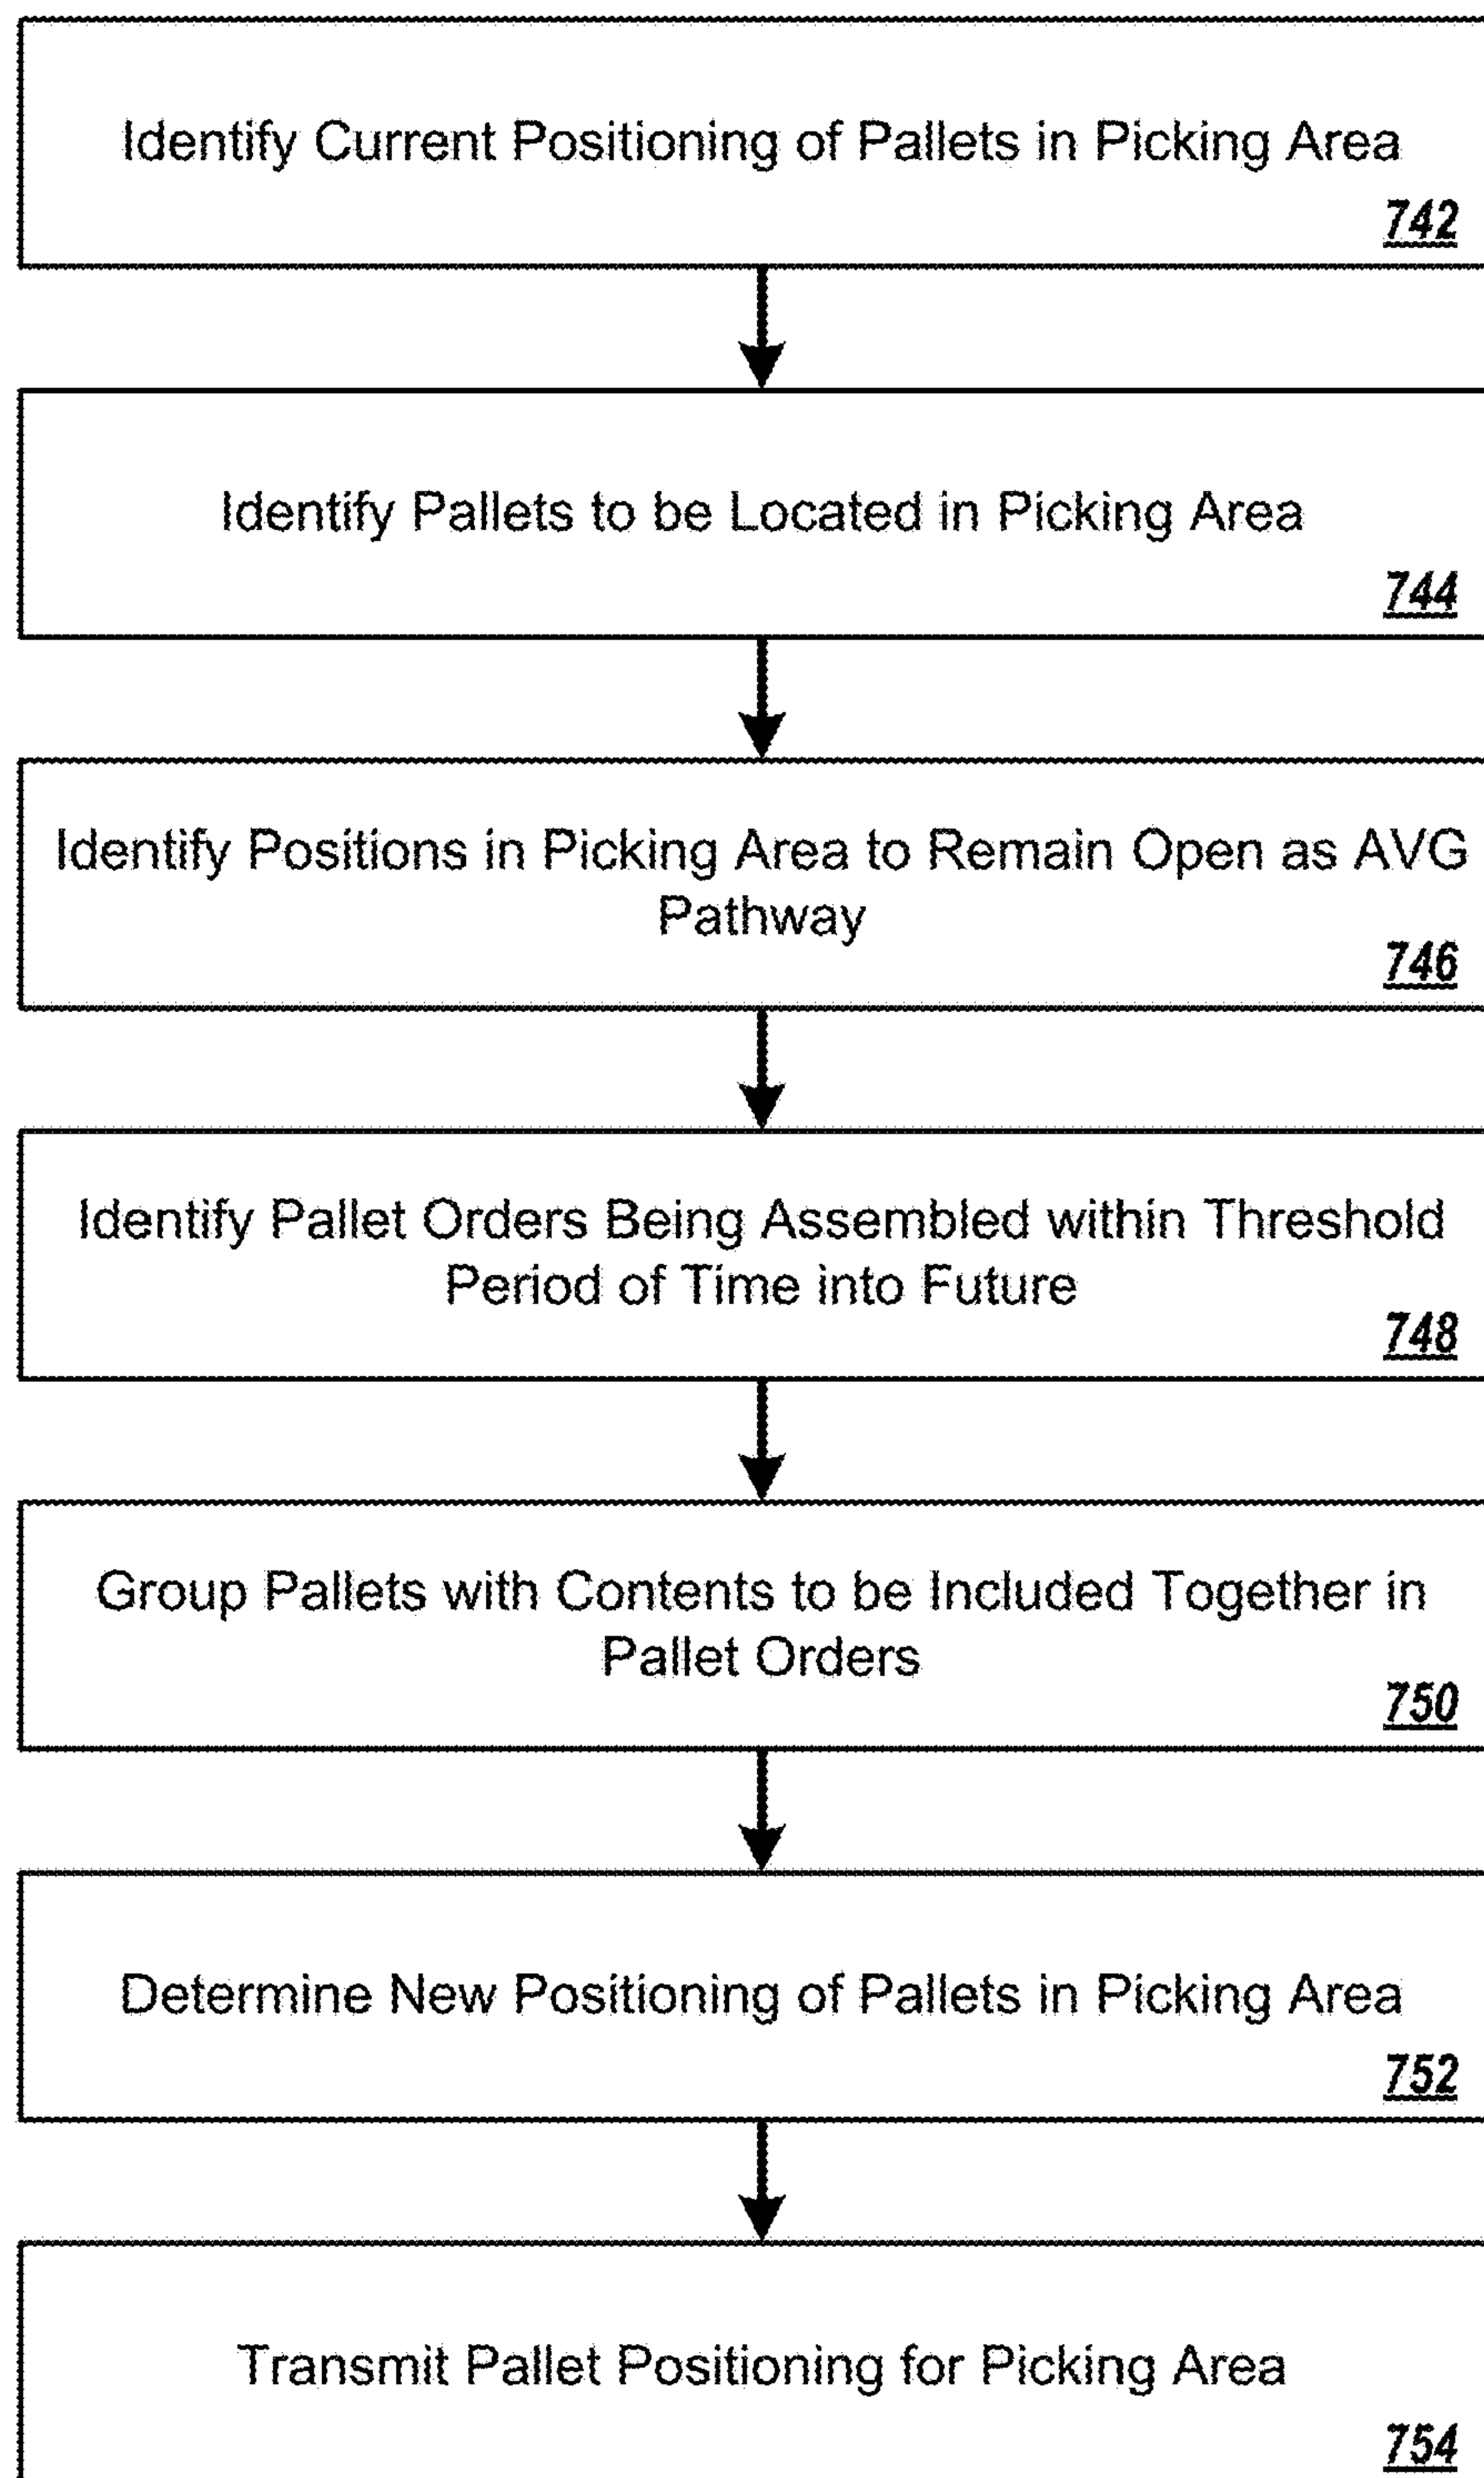 Identify Current Positioning of Pallets in Picking Area
742
Identify Pallets to be Located in Picking Area
744
Identify Positions in Picking Area to Remain Open as AVG
Pathway
746
Identify Pallet Orders Being Assembled within Threshold
Period of Time into Future
748
Group Pallets with Contents to be Included Together in
Pallet Orders
750
Determine New Positioning of Pallets in Picking Area
752
Transmit Pallet Positioning for Picking Area
754